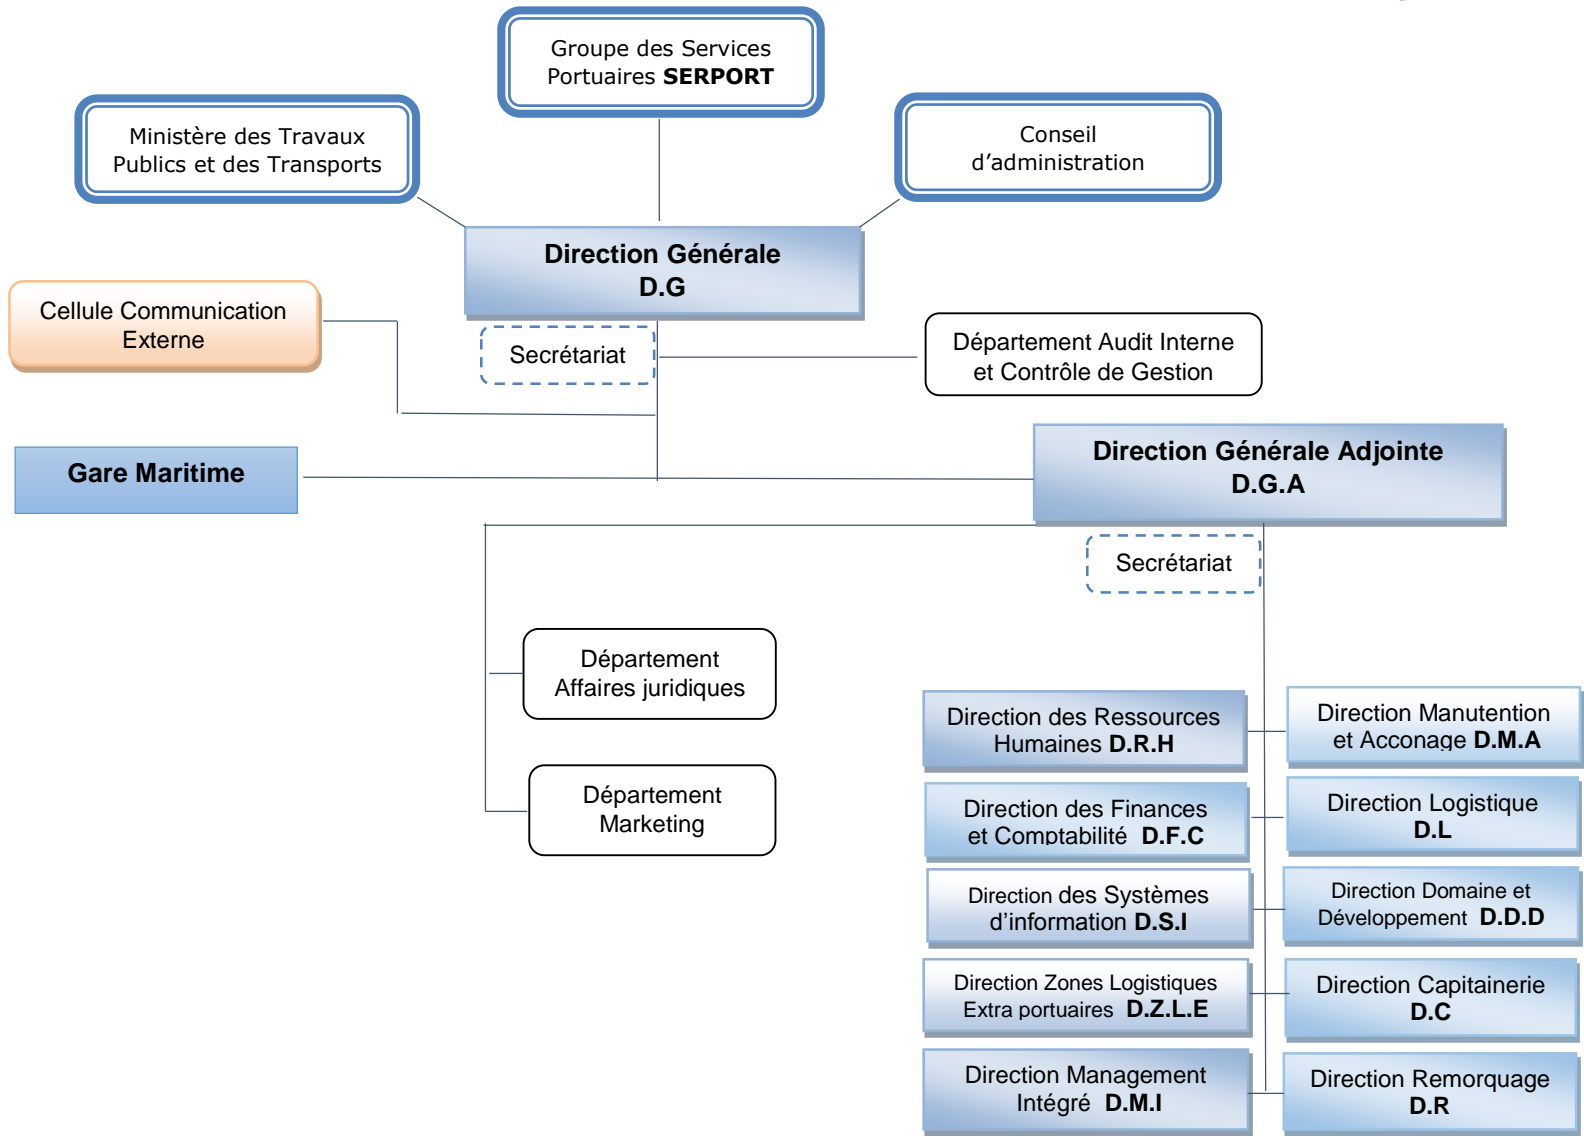 Groupe des Services
Portuaires SERPORT
Ministère des Travaux
Publics et des Transports
Conseil
d’administration
Direction Générale
D.G
Cellule Communication
Externe
Secrétariat
Département Audit Interne
et Contrôle de Gestion
Gare Maritime
Direction Générale Adjointe
D.G.A
Secrétariat
Département
Affaires juridiques
Département
Marketing
Direction des Ressources
Humaines D.R.H
Direction Manutention
et Acconage D.M.A
Direction des Finances
et Comptabilité D.F.C
Direction Logistique
D.L
Direction des Systèmes
d’information D.S.I
Direction Domaine et
Développement D.D.D
Direction Zones Logistiques
Extra portuaires D.Z.L.E
Direction Capitainerie
D.C
Direction Management
Intégré D.M.I
Direction Remorquage
D.R